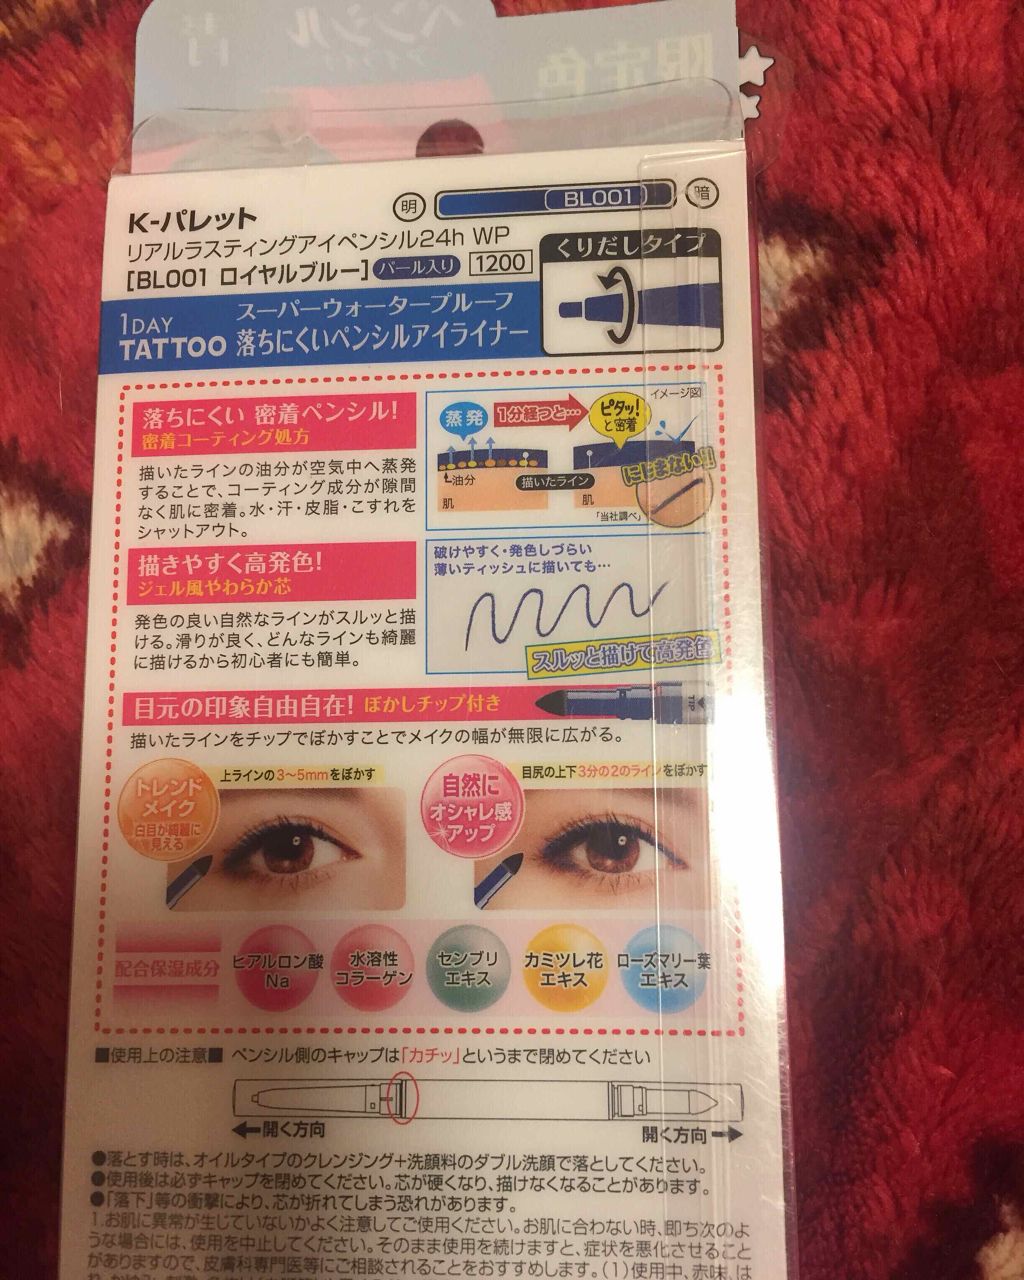 限定色
ペンシル
K-パレット
明
BL001
暗
リアルラスティングアイペンシル24h WP
[BL001 ロイヤルブルー] パール入り 1200
くりだしタイプ
1DAY TATTOO
スーパーウォータープルーフ
落ちにくいペンシルアイライナー
落ちにくい 密着ペンシル!
密着コーティング処方
描いたラインの油分が空気中へ蒸発
することで、コーティング成分が隙間
なく肌に密着。水・汗・皮脂・こすれを
シャットアウト。
イメージ図
蒸発
1分経つと…
ピタッ!
と密着
にじまない!!
油分
描いたライン
肌
肌
「当社調べ」
描きやすく高発色!
ジェル風やわらか芯
発色の良い自然なラインがスルッと描
ける。滑りが良く、どんなラインも綺麗
に描けるから初心者にも簡単。
破けやすく・発色しづらい
薄いティッシュに描いても…
スルッと描けて高発色
目元の印象自由自在! ぼかしチップ付き
TIP
描いたラインをチップでぼかすことでメイクの幅が無限に広がる。
トレンド
メイク
白目が綺麗に
見える
上ラインの3〜5mmをぼかす
自然に
オシャレ感
アップ
目尻の上下3分の2のラインをぼかす
配合保湿成分
ヒアルロン酸
Na
水溶性
コラーゲン
センブリ
エキス
カミツレ花
エキス
ローズマリー葉
エキス
■使用上の注意■ ペンシル側のキャップは「カチッ」というまで閉めてください
←開く方向
開く方向→
●落とす時は、オイルタイプのクレンジング+洗顔料のダブル洗顔で落としてください。
●使用後は必ずキャップを閉めてください。芯が硬くなり、描けなくなることがあります。
●「落下」等の衝撃により、芯が折れてしまう恐れがあります。
1.お肌に異常が生じていないかよく注意してご使用ください。お肌に合わない時、即ち次のよ
うな場合には、使用を中止してください。そのまま使用を続けますと、症状を悪化させること
がありますので、皮膚科専門医等にご相談されることをおすすめします。(1)使用中、赤味、は